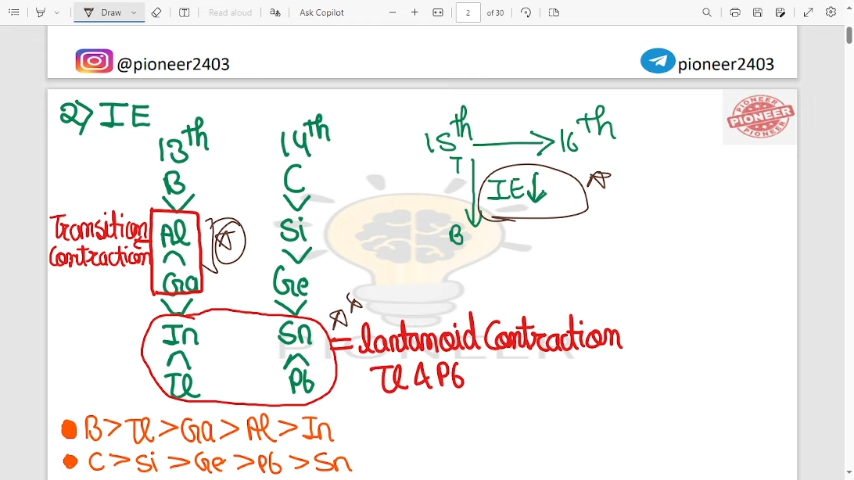 Draw
Read aloud
Ask Copilot
2 of 30
@pioneer2403
pioneer2403
2) IE
13th 14th
15th → 16th
B C
T
IE↓
B
Transition Contraction
Al Si
Ga Ge
In Sn
= lantanoid Contraction
Tl Pb
Tl & Pb
B > Tl > Ga > Al > In
C > Si > Ge > Pb > Sn
PIONEER
PIONEER